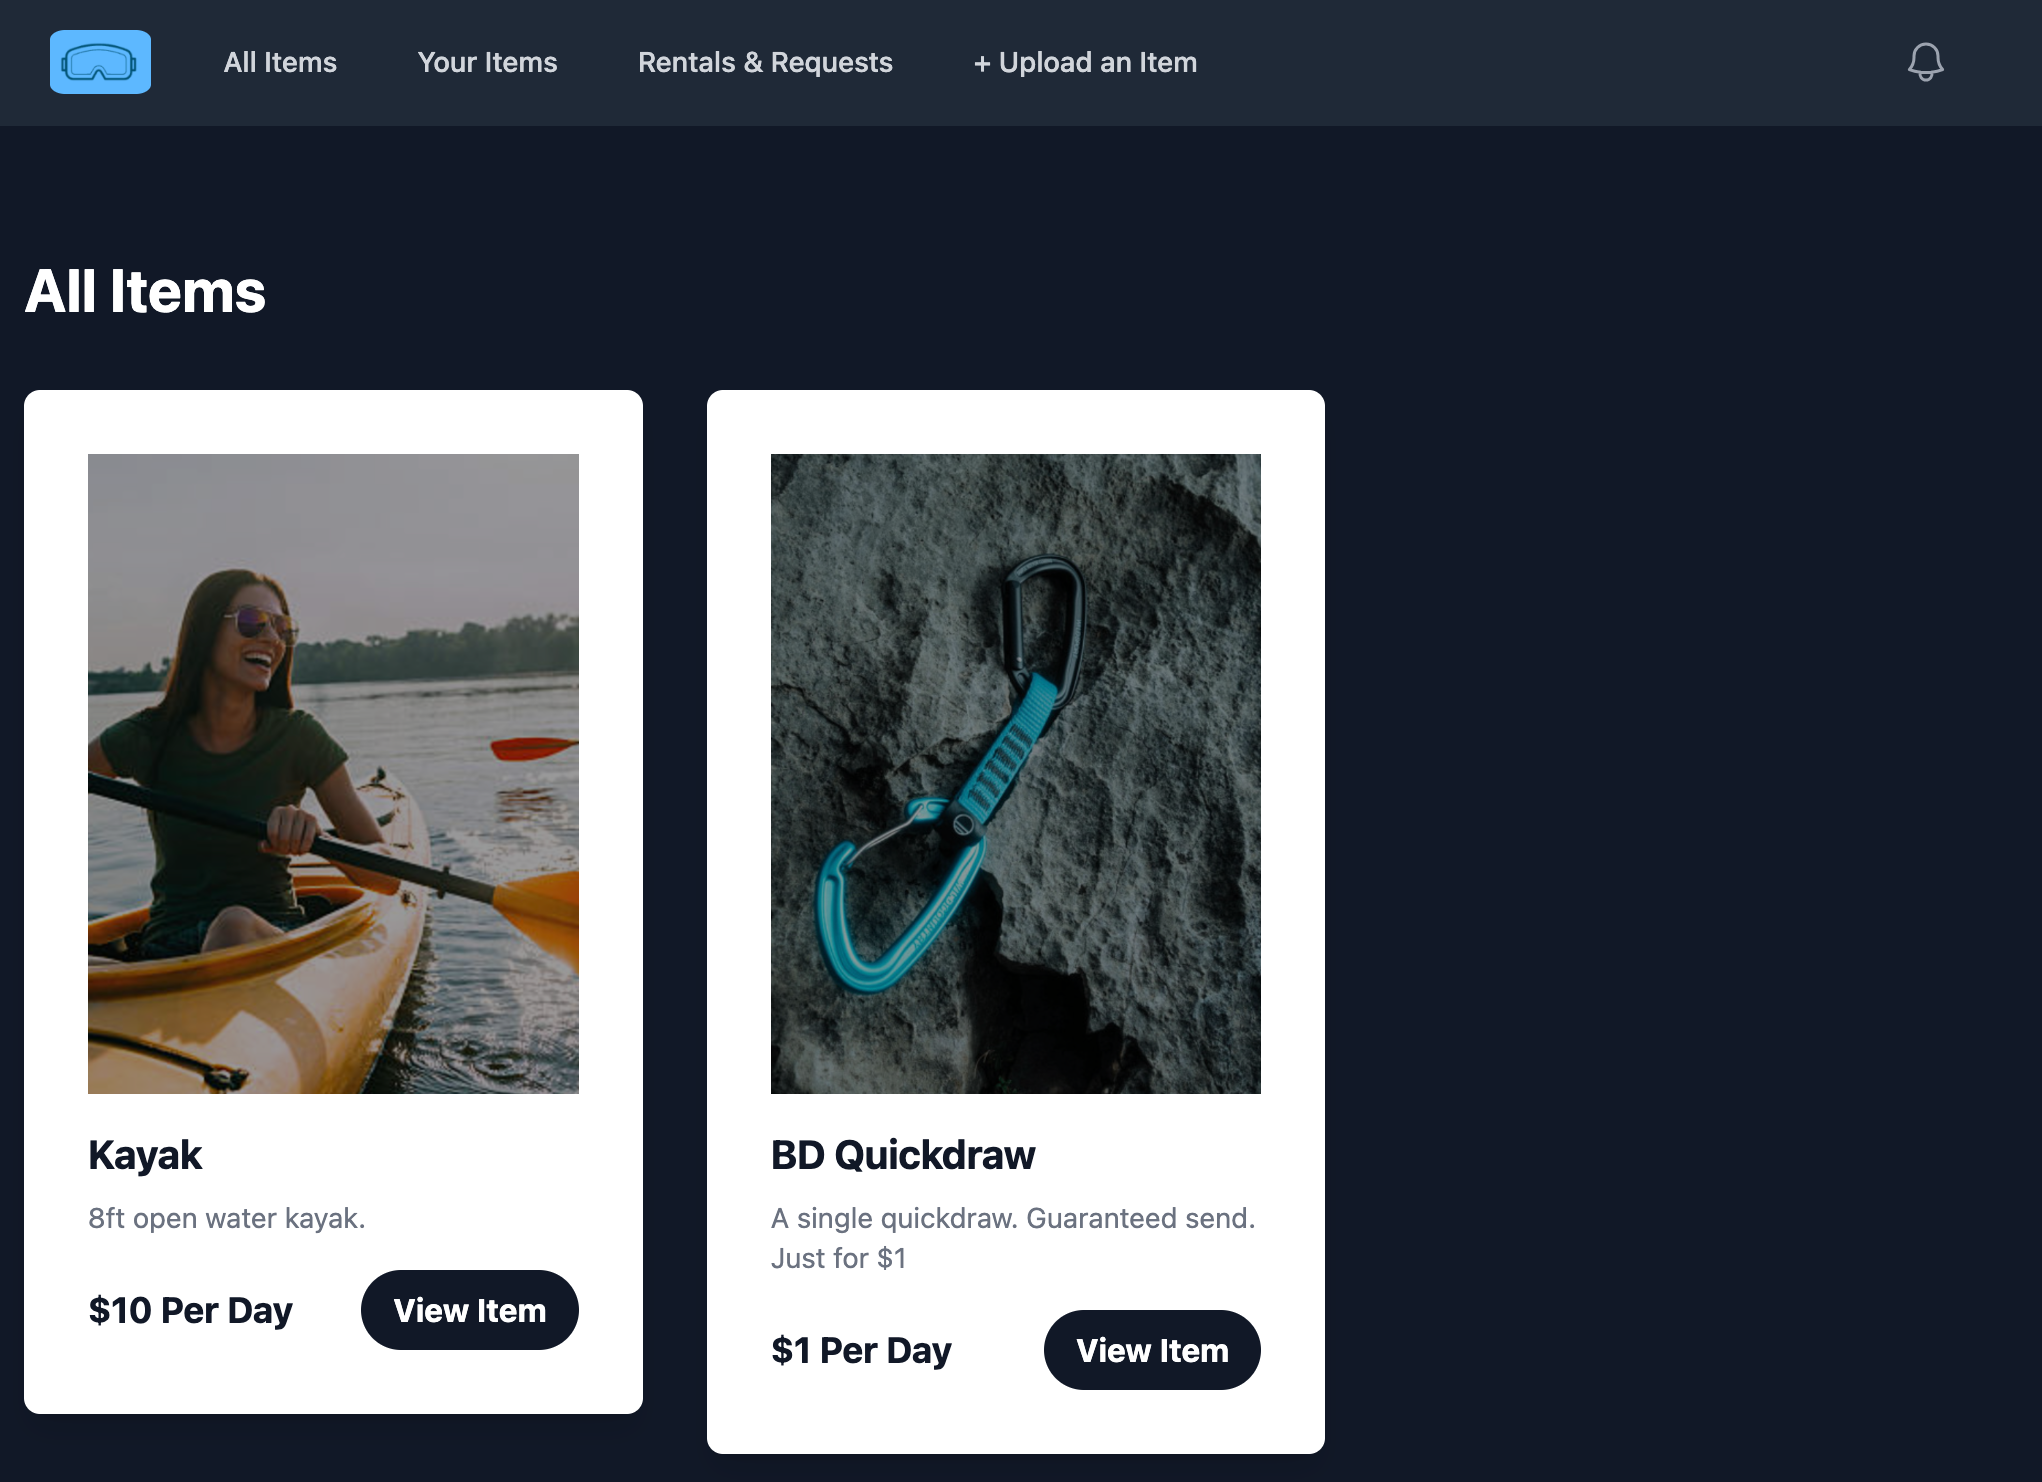 All Items
Your Items
Rentals & Requests
+ Upload an Item
All Items
Kayak
8ft open water kayak.
$10 Per Day
View Item
BD Quickdraw
A single quickdraw. Guaranteed send.
Just for $1
$1 Per Day
View Item